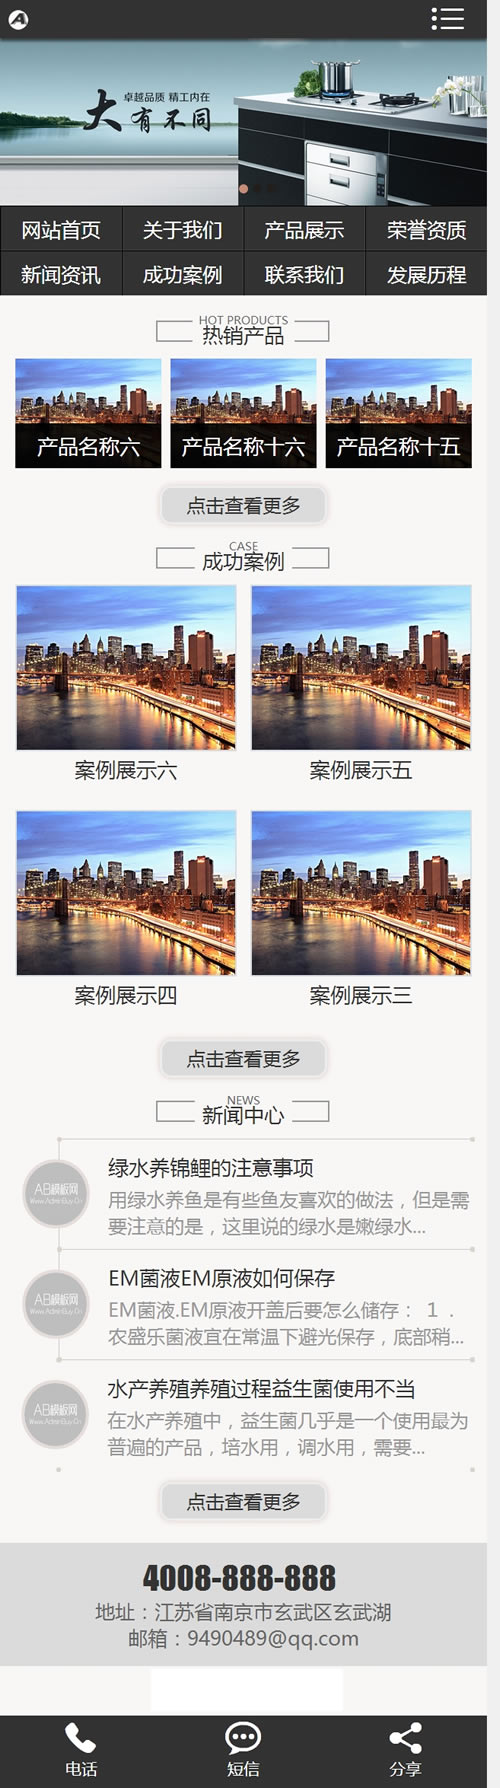 A
卓越品质 精工内在
大有不同
网站首页 关于我们 产品展示 荣誉资质
新闻资讯 成功案例 联系我们 发展历程
HOT PRODUCTS
热销产品
产品名称六 产品名称十六 产品名称十五
点击查看更多
CASE
成功案例
案例展示六 案例展示五
案例展示四 案例展示三
点击查看更多
NEWS
新闻中心
绿水养锦鲤的注意事项
AB模板网
Www.AdminBuy.Cn
用绿水养鱼是有些鱼友喜欢的做法，但是需
要注意的是，这里说的绿水是嫩绿水...
EM菌液EM原液如何保存
AB模板网
Www.AdminBuy.Cn
EM菌液.EM原液开盖后要怎么储存： 1 .
农盛乐菌液宜在常温下避光保存，底部稍...
水产养殖养殖过程益生菌使用不当
AB模板网
Www.AdminBuy.Cn
在水产养殖中，益生菌几乎是一个使用最为
普遍的产品，培水用，调水用，需要...
点击查看更多
4008-888-888
地址：江苏省南京市玄武区玄武湖
邮箱：9490489@qq.com
电话 短信 分享